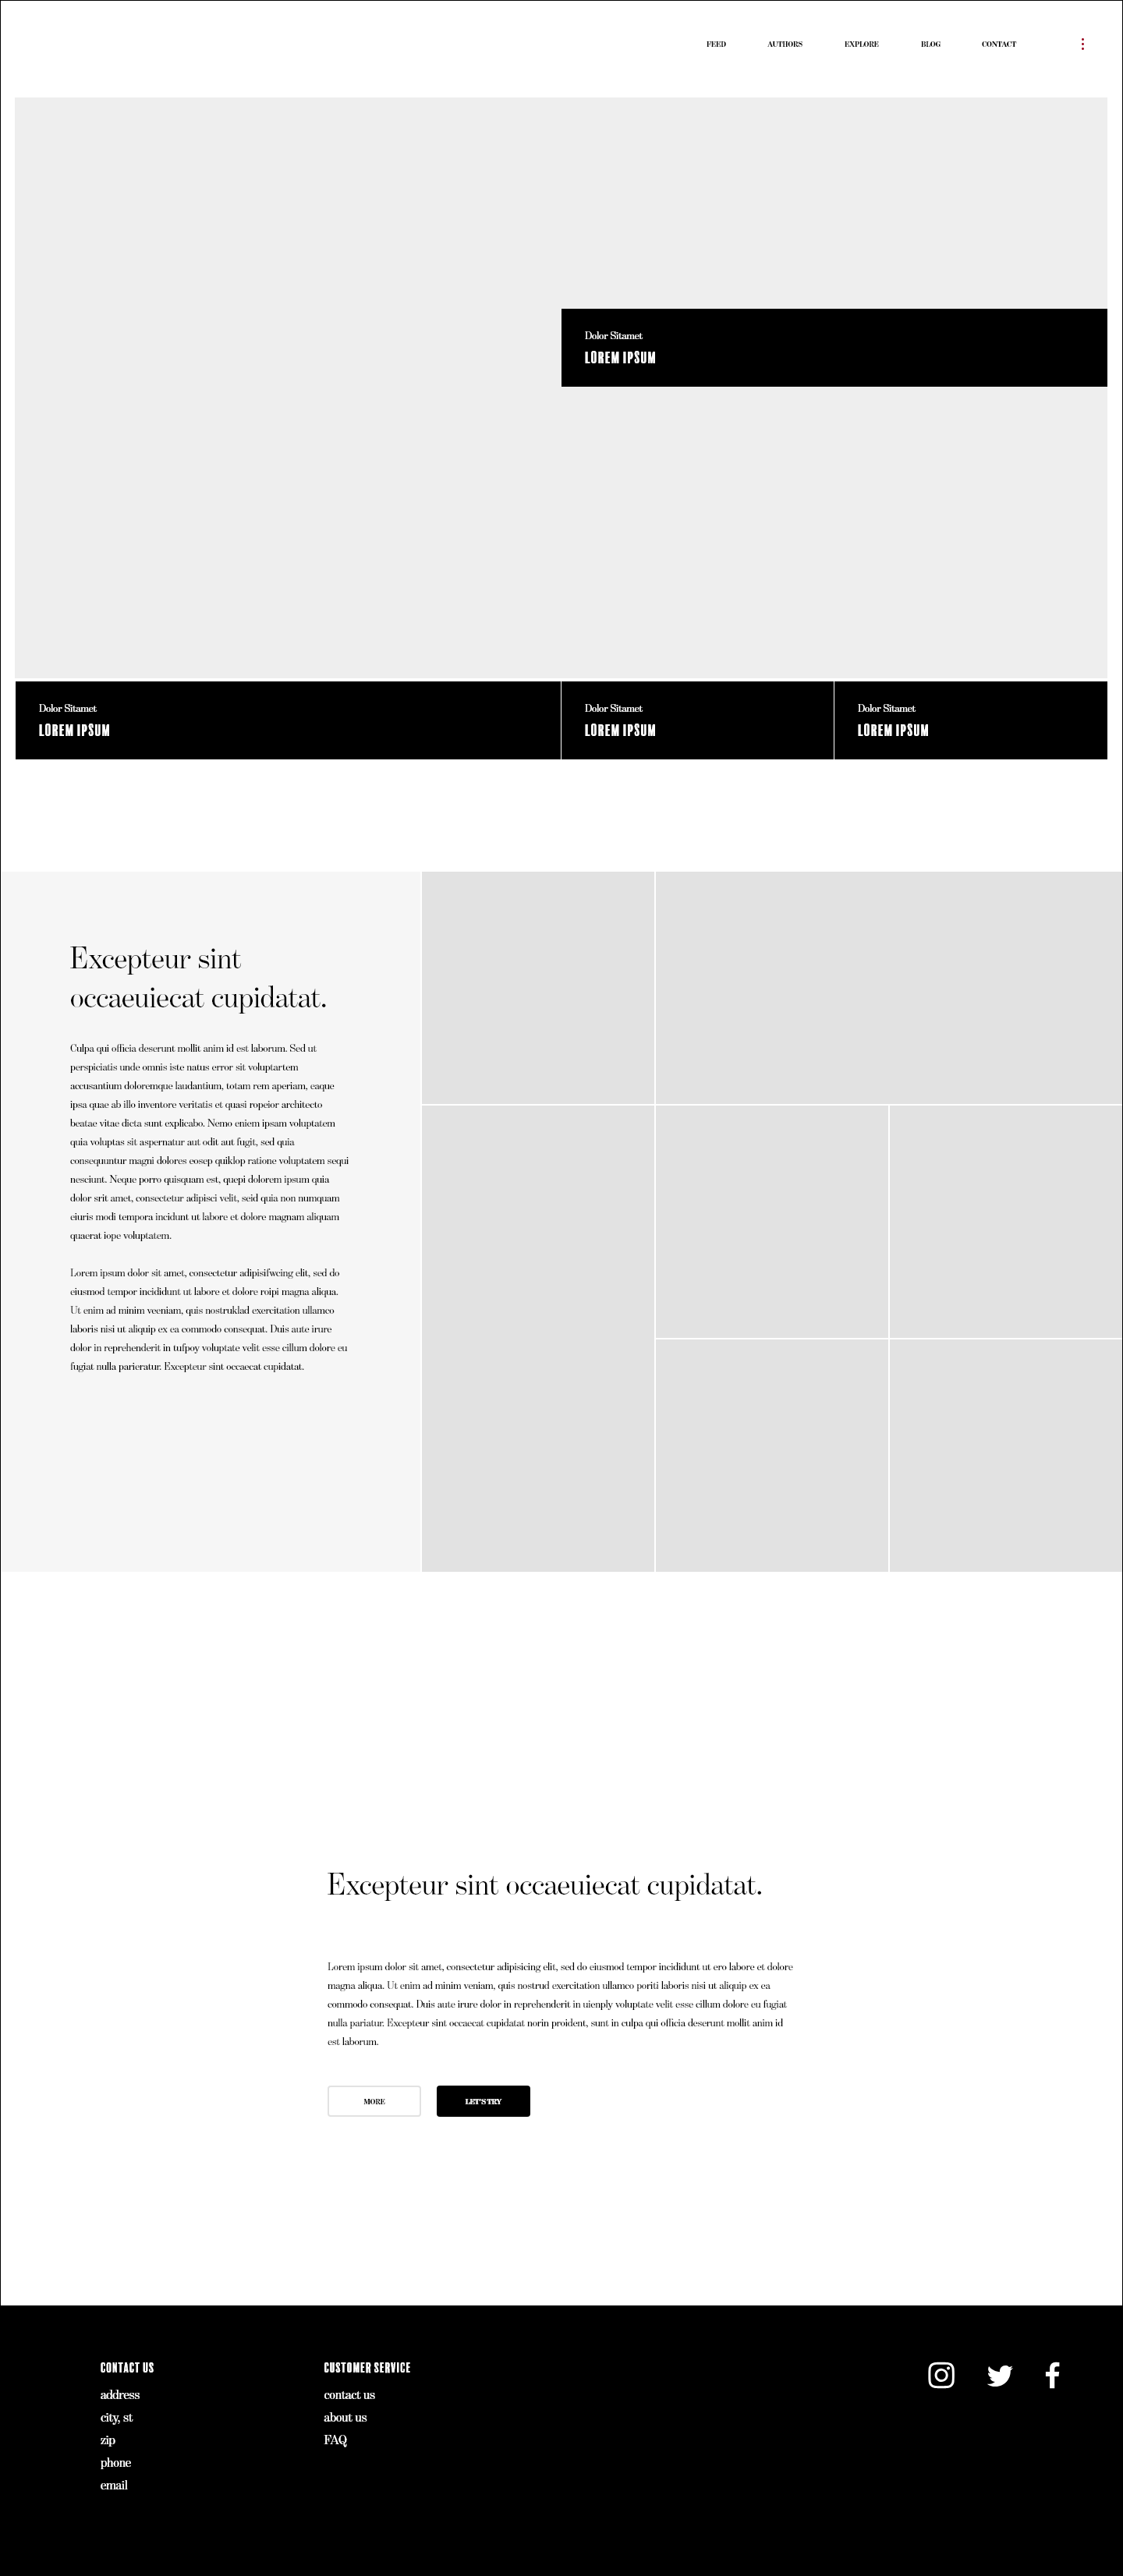 FEED AUTHORS EXPLORE BLOG CONTACT
Dolor Sitamet
LOREM IPSUM
Dolor Sitamet
LOREM IPSUM
Dolor Sitamet
LOREM IPSUM
Dolor Sitamet
LOREM IPSUM
Excepteur sint
occaeuiecat cupidatat.
Culpa qui officia deserunt mollit anim id est laborum. Sed ut
perspiciatis unde omnis iste natus error sit voluptartem
accusantium doloremque laudantium, totam rem aperiam, eaque
ipsa quae ab illo inventore veritatis et quasi ropeior architecto
beatae vitae dicta sunt explicabo. Nemo eniem ipsam voluptatem
quia voluptas sit aspernatur aut odit aut fugit, sed quia
consequuntur magni dolores eosep quiklop ratione voluptatem sequi
nesciunt. Neque porro quisquam est, quepi dolorem ipsum quia
dolor srit amet, consectetur adipisci velit, seid quia non numquam
eiuris modi tempora incidunt ut labore et dolore magnam aliquam
quaerat iope voluptatem.
Lorem ipsum dolor sit amet, consectetur adipisifwcing elit, sed do
eiusmod tempor incididunt ut labore et dolore roipi magna aliqua.
Ut enim ad minim veeniam, quis nostruklad exercitation ullamco
laboris nisi ut aliquip ex ea commodo consequat. Duis aute irure
dolor in reprehenderit in tufpoy voluptate velit esse cillum dolore eu
fugiat nulla parieratur. Excepteur sint occaecat cupidatat.
Excepteur sint occaeuiecat cupidatat.
Lorem ipsum dolor sit amet, consectetur adipisicing elit, sed do eiusmod tempor incididunt ut ero labore et dolore
magna aliqua. Ut enim ad minim veniam, quis nostrud exercitation ullamco poriti laboris nisi ut aliquip ex ea
commodo consequat. Duis aute irure dolor in reprehenderit in uienply voluptate velit esse cillum dolore eu fugiat
nulla pariatur. Excepteur sint occaecat cupidatat norin proident, sunt in culpa qui officia deserunt mollit anim id
est laborum.
MORE LET'S TRY
CONTACT US
address
city, st
zip
phone
email
CUSTOMER SERVICE
contact us
about us
FAQ